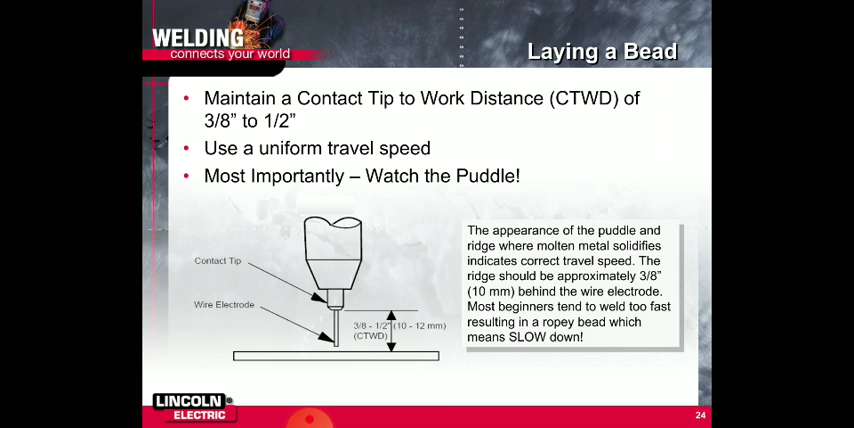 WELDING
connects your world
Laying a Bead
• Maintain a Contact Tip to Work Distance (CTWD) of
3/8” to 1/2”
• Use a uniform travel speed
• Most Importantly – Watch the Puddle!
Contact Tip
Wire Electrode
3/8 - 1/2" (10 - 12 mm)
(CTWD)
The appearance of the puddle and
ridge where molten metal solidifies
indicates correct travel speed. The
ridge should be approximately 3/8”
(10 mm) behind the wire electrode.
Most beginners tend to weld too fast
resulting in a ropey bead which
means SLOW down!
LINCOLN ®
ELECTRIC
24